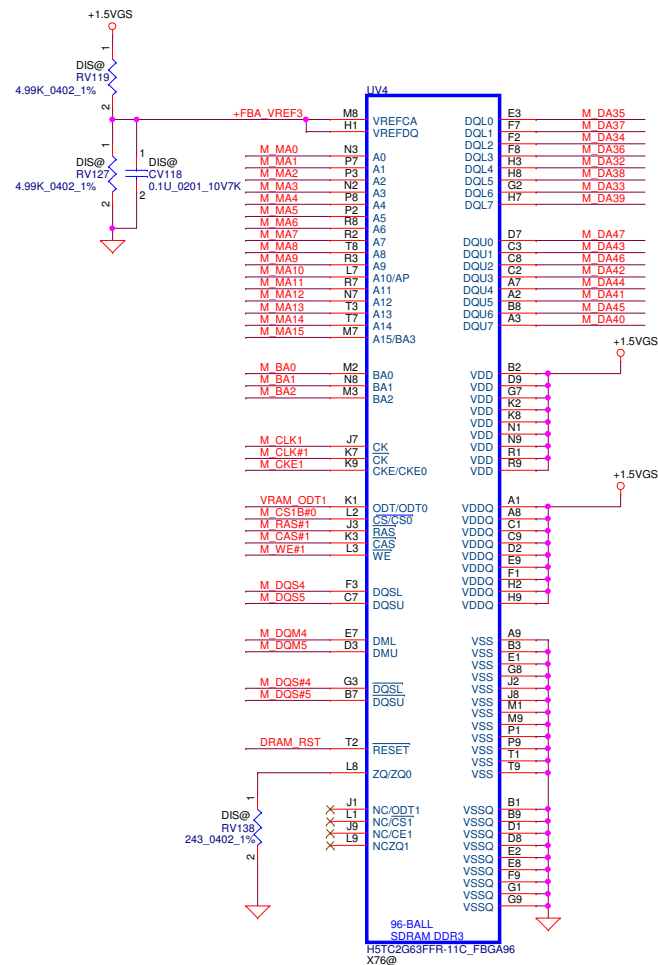 +1.5VGS
1
DIS@
RV119
4.99K_0402_1%
2
+FBA_VREF3
DIS@
RV127
4.99K_0402_1%
1
2
1
DIS@
CV118
0.1U_0201_10V7K
2
UV4
M8 VREFCA
H1 VREFDQ
M_MA0 N3 A0
M_MA1 P7 A1
M_MA2 P3 A2
M_MA3 N2 A3
M_MA4 P8 A4
M_MA5 P2 A5
M_MA6 R8 A6
M_MA7 R2 A7
M_MA8 T8 A8
M_MA9 R3 A9
M_MA10 L7 A10/AP
M_MA11 R7 A11
M_MA12 N7 A12
M_MA13 T3 A13
M_MA14 T7 A14
M_MA15 M7 A15/BA3
M_BA0 M2 BA0
M_BA1 N8 BA1
M_BA2 M3 BA2
M_CLK1 J7 CK
M_CLK#1 K7 CK
M_CKE1 K9 CKE/CKE0
VRAM_ODT1 K1 ODT/ODT0
M_CS1B#0 L2 CS/CS0
M_RAS#1 J3 RAS
M_CAS#1 K3 CAS
M_WE#1 L3 WE
M_DQS4 F3 DQSL
M_DQS5 C7 DQSU
M_DQM4 E7 DML
M_DQM5 D3 DMU
M_DQS#4 G3 DQSL
M_DQS#5 B7 DQSU
DRAM_RST T2 RESET
L8 ZQ/ZQ0
1
DIS@
RV138
243_0402_1%
2
J1 NC/ODT1
L1 NC/CS1
J9 NC/CE1
L9 NCZQ1
DQL0 E3 M_DA35
DQL1 F7 M_DA37
DQL2 F2 M_DA34
DQL3 F8 M_DA36
DQL4 H3 M_DA32
DQL5 H8 M_DA38
DQL6 G2 M_DA33
DQL7 H7 M_DA39
DQU0 D7 M_DA47
DQU1 C3 M_DA43
DQU2 C8 M_DA46
DQU3 C2 M_DA42
DQU4 A7 M_DA44
DQU5 A2 M_DA41
DQU6 B8 M_DA45
DQU7 A3 M_DA40
+1.5VGS
VDD B2
VDD D9
VDD G7
VDD K2
VDD K8
VDD N1
VDD N9
VDD R1
VDD R9
+1.5VGS
VDDQ A1
VDDQ A8
VDDQ C1
VDDQ C9
VDDQ D2
VDDQ E9
VDDQ F1
VDDQ H2
VDDQ H9
VSS A9
VSS B3
VSS E1
VSS G8
VSS J2
VSS J8
VSS M1
VSS M9
VSS P1
VSS P9
VSS T1
VSS T9
VSSQ B1
VSSQ B9
VSSQ D1
VSSQ D8
VSSQ E2
VSSQ E8
VSSQ F9
VSSQ G1
VSSQ G9
96-BALL
SDRAM DDR3
H5TC2G63FFR-11C_FBGA96
X76@